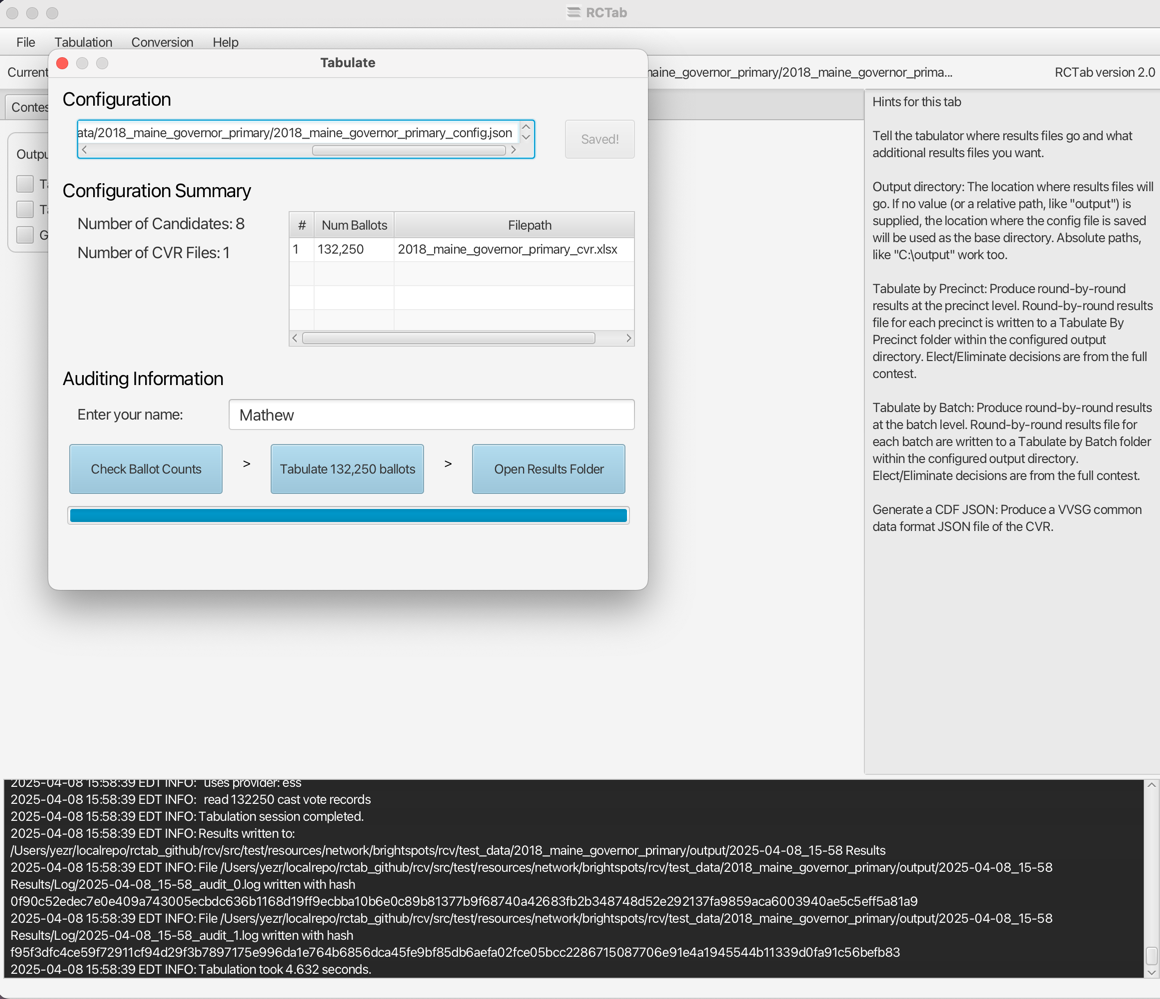 RCTab
File Tabulation Conversion Help
Current
maine_governor_primary/2018_maine_governor_prima...
RCTab version 2.0
Tabulate
Configuration
ata/2018_maine_governor_primary/2018_maine_governor_primary_config.json
Saved!
Configuration Summary
Number of Candidates: 8
Number of CVR Files: 1
# Num Ballots Filepath
1 132,250 2018_maine_governor_primary_cvr.xlsx
Auditing Information
Enter your name: Mathew
Check Ballot Counts > Tabulate 132,250 ballots > Open Results Folder
Contes
Outpu
Ta
Ta
G
Hints for this tab
Tell the tabulator where results files go and what
additional results files you want.
Output directory: The location where results files will
go. If no value (or a relative path, like "output") is
supplied, the location where the config file is saved
will be used as the base directory. Absolute paths,
like "C:\output" work too.
Tabulate by Precinct: Produce round-by-round
results at the precinct level. Round-by-round results
file for each precinct is written to a Tabulate By
Precinct folder within the configured output
directory. Elect/Eliminate decisions are from the full
contest.
Tabulate by Batch: Produce round-by-round results
at the batch level. Round-by-round results file for
each batch are written to a Tabulate by Batch folder
within the configured output directory.
Elect/Eliminate decisions are from the full contest.
Generate a CDF JSON: Produce a VVSG common
data format JSON file of the CVR.
2025-04-08 15:58:39 EDT INFO: uses provider: ess
2025-04-08 15:58:39 EDT INFO: read 132250 cast vote records
2025-04-08 15:58:39 EDT INFO: Tabulation session completed.
2025-04-08 15:58:39 EDT INFO: Results written to:
/Users/yezr/localrepo/rctab_github/rcv/src/test/resources/network/brightspots/rcv/test_data/2018_maine_governor_primary/output/2025-04-08_15-58 Results
2025-04-08 15:58:39 EDT INFO: File /Users/yezr/localrepo/rctab_github/rcv/src/test/resources/network/brightspots/rcv/test_data/2018_maine_governor_primary/output/2025-04-08_15-58
Results/Log/2025-04-08_15-58_audit_0.log written with hash
0f90c52edec7e0e409a743005ecbdc636b1168d19ff9ecbba10b6e0c89b81377b9f68740a42683fb2b348748d52e292137fa9859aca6003940ae5c5eff5a81a9
2025-04-08 15:58:39 EDT INFO: File /Users/yezr/localrepo/rctab_github/rcv/src/test/resources/network/brightspots/rcv/test_data/2018_maine_governor_primary/output/2025-04-08_15-58
Results/Log/2025-04-08_15-58_audit_1.log written with hash
f95f3dfc4ce59f72911cf94d29f3b7897175e996da1e764b6856dca45fe9bf85db6aefa02fce05bcc2286715087706e91e4a1945544b11339d0fa91c56befb83
2025-04-08 15:58:39 EDT INFO: Tabulation took 4.632 seconds.